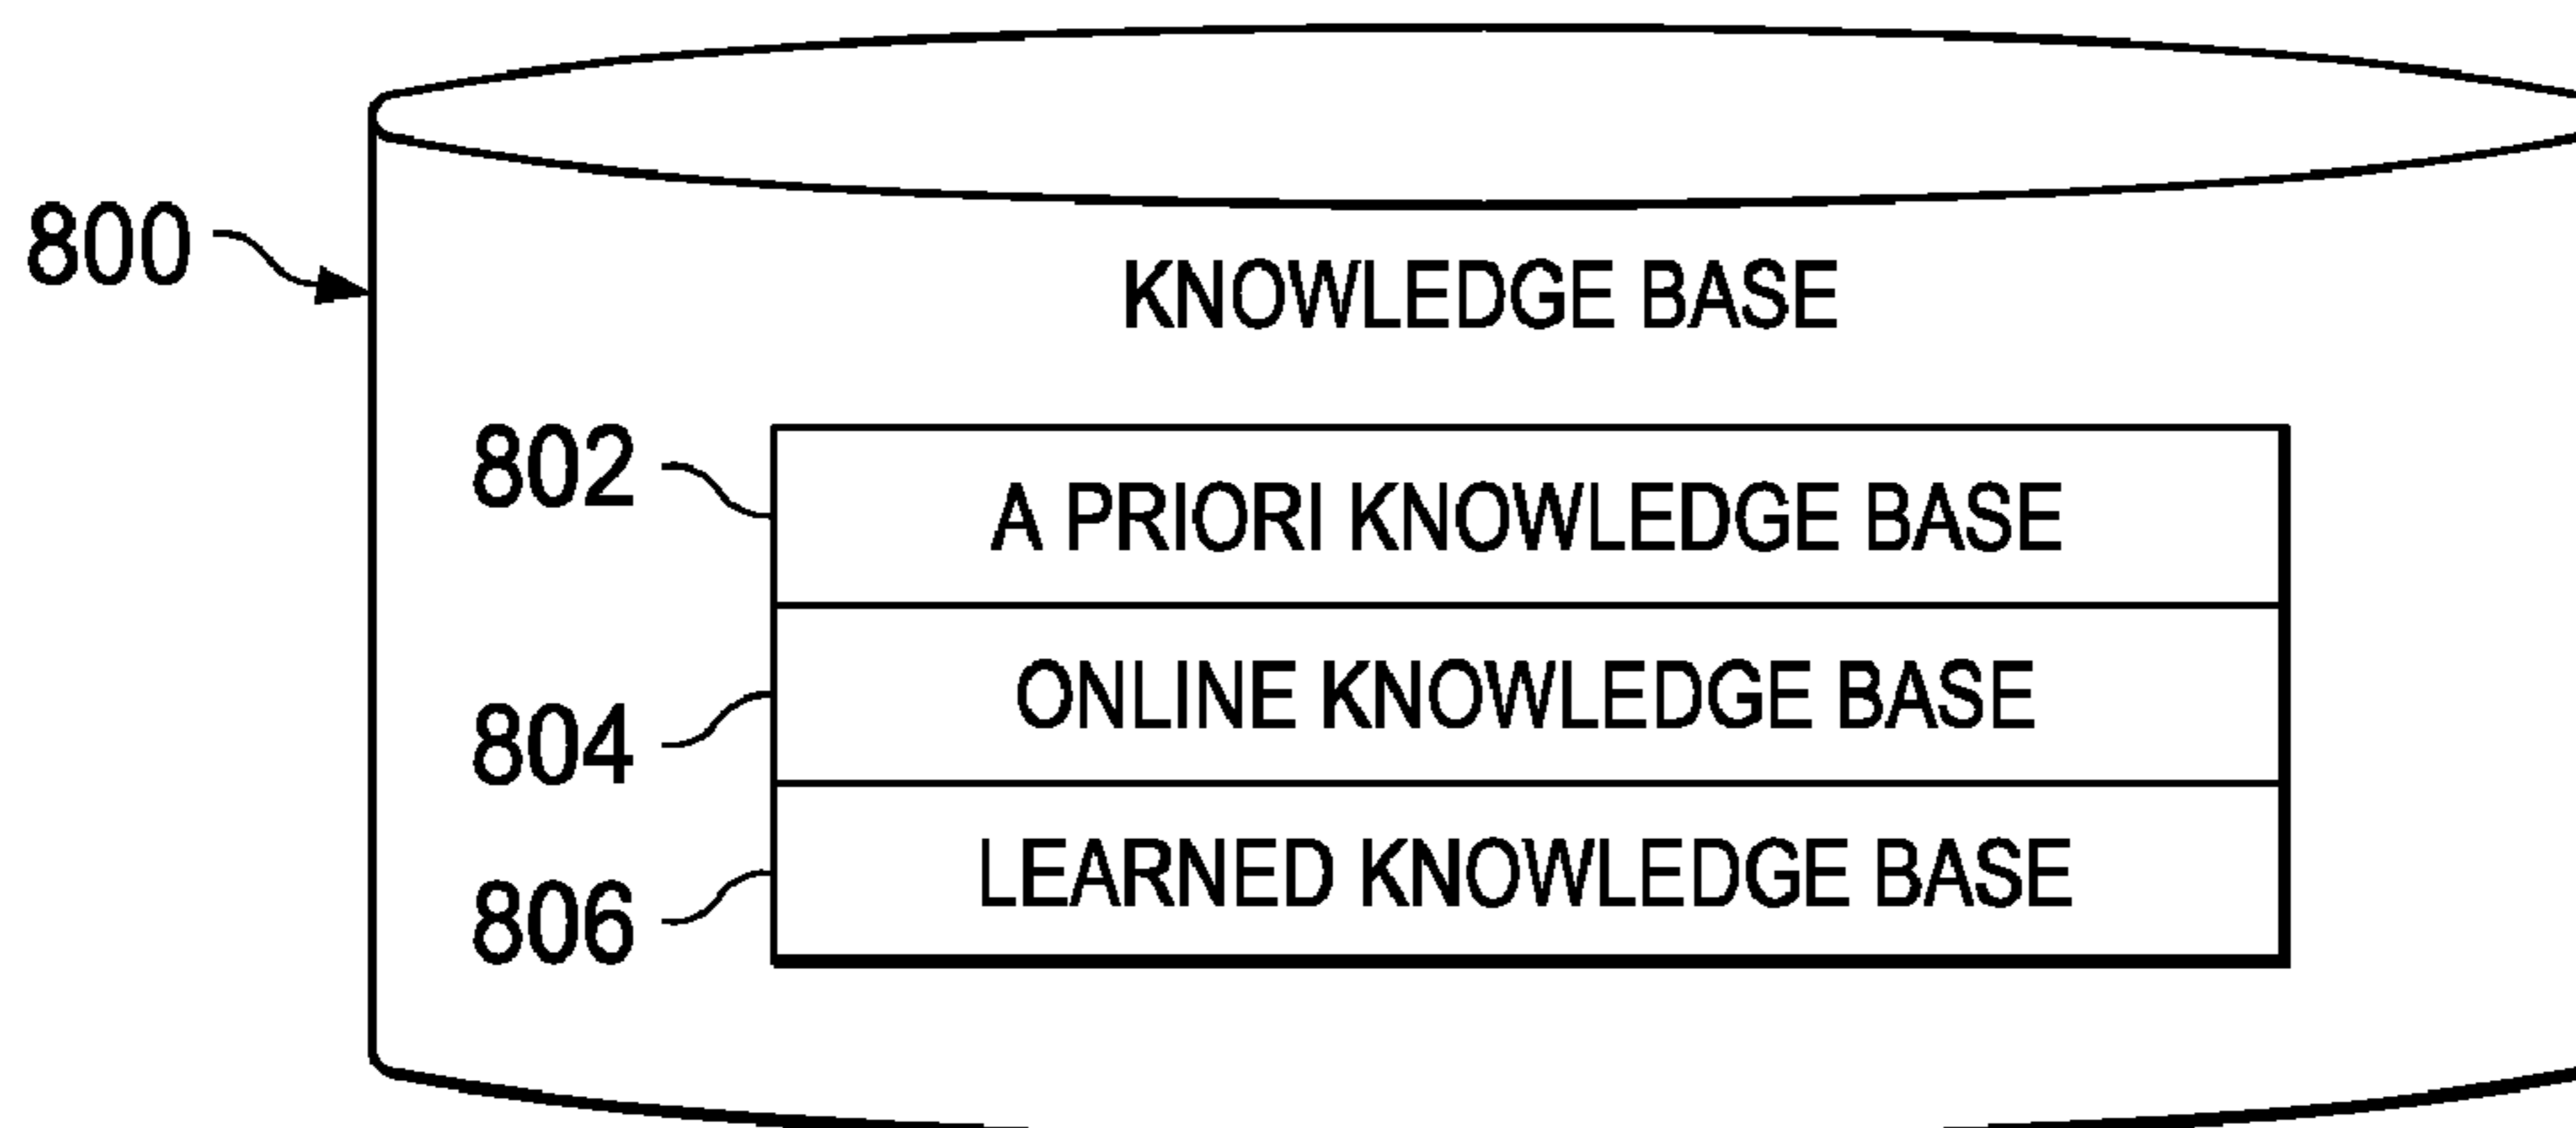 800
KNOWLEDGE BASE
802
A PRIORI KNOWLEDGE BASE
804
ONLINE KNOWLEDGE BASE
806
LEARNED KNOWLEDGE BASE